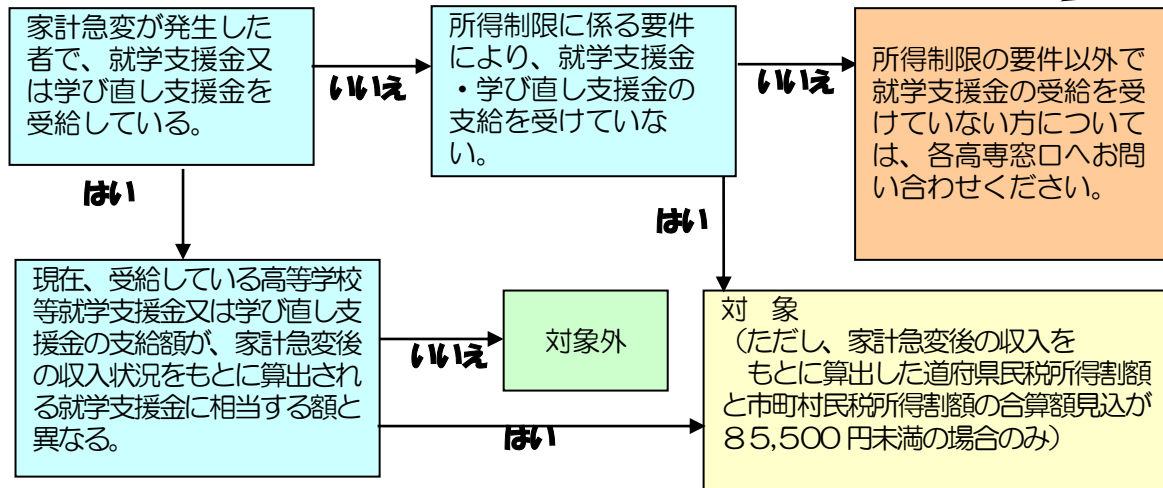 家計急変が発生した
者で、就学支援金又
は学び直し支援金を
受給している。
いいえ
所得制限に係る要件
により、就学支援金
・学び直し支援金の
支給を受けていな
い。
いいえ
所得制限の要件以外で
就学支援金の受給を受
けていない方について
は、各高専窓口へお問
い合わせください。
はい
はい
現在、受給している高等学校
等就学支援金又は学び直し支
援金の支給額が、家計急変後
の収入状況をもとに算出され
る就学支援金に相当する額と
異なる。
いいえ
対象外
はい
対　象
（ただし、家計急変後の収入を
もとに算出した道府県民税所得割額
と市町村民税所得割額の合算額見込が
８５,５００円未満の場合のみ）